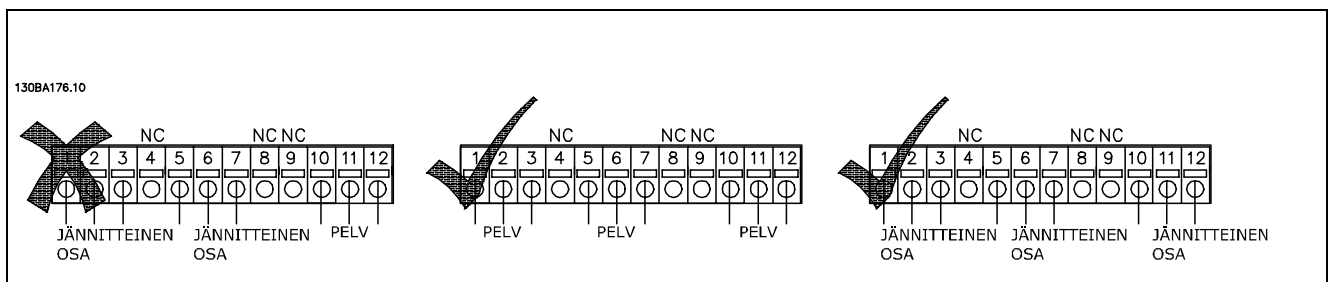 130BA176.10
NC NC NC
2 3 4 5 6 7 8 9 10 11 12
JÄNNITTEINEN OSA JÄNNITTEINEN OSA PELV
NC NC NC
1 2 3 4 5 6 7 8 9 10 11 12
PELV PELV PELV
NC NC NC
1 2 3 4 5 6 7 8 9 10 11 12
JÄNNITTEINEN OSA JÄNNITTEINEN OSA JÄNNITTEINEN OSA